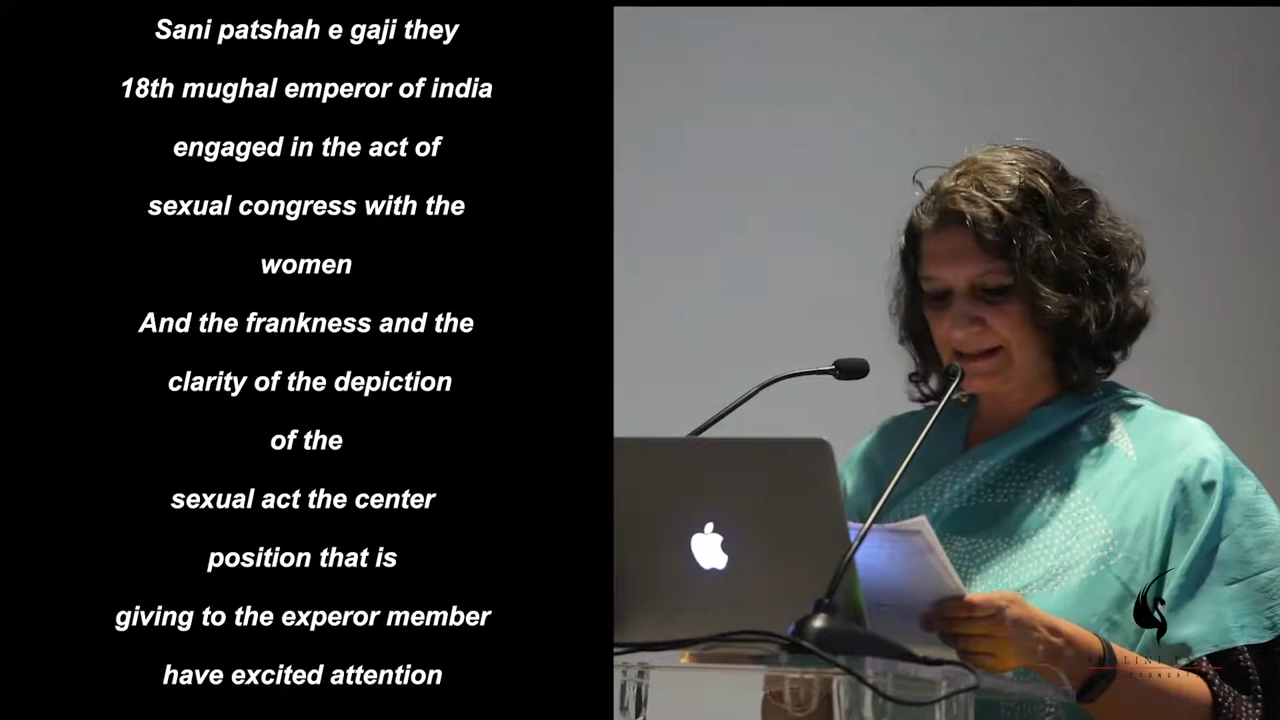 Sani patshah e gaji they
18th mughal emperor of india
engaged in the act of
sexual congress with the
women
And the frankness and the
clarity of the depiction
of the
sexual act the center
position that is
giving to the experor member
have excited attention